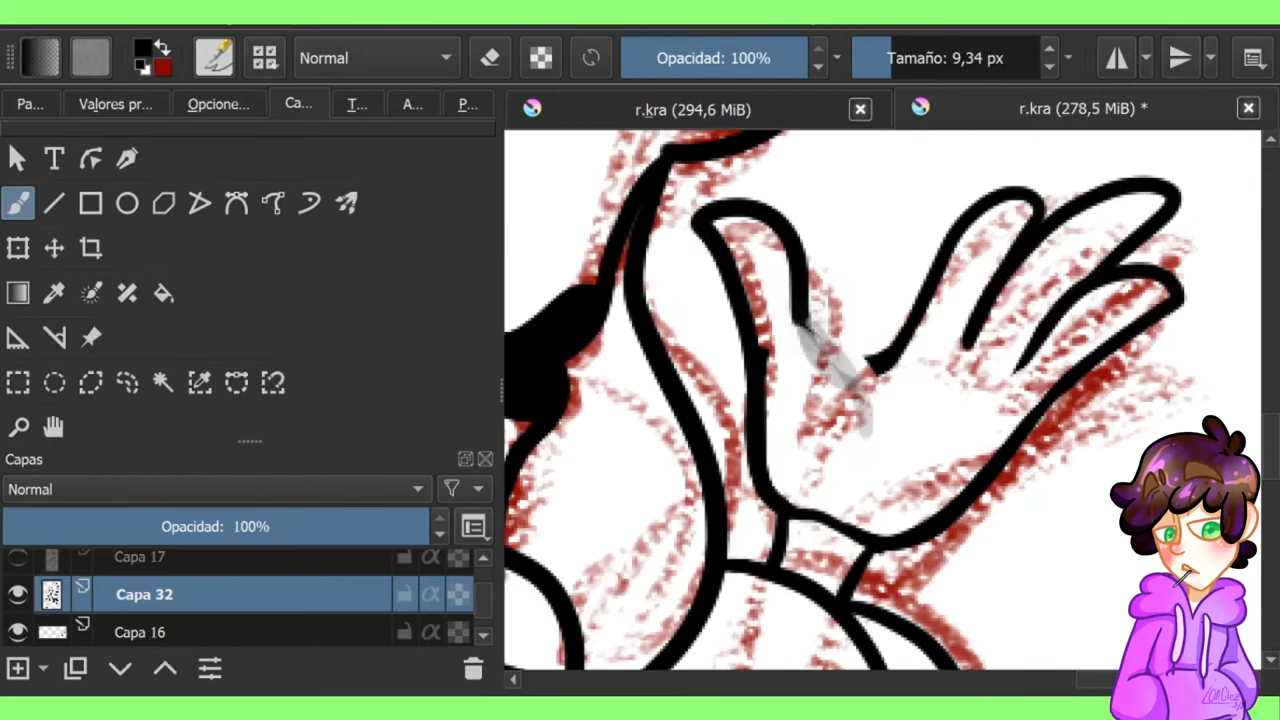 Normal
Opacidad: 100%
Tamaño: 9,34 px
Pa...
Valores pr...
Opcione...
Ca...
T...
A...
P...
r.kra (294,6 MiB)
r.kra (278,5 MiB) *
Capas
Normal
Opacidad: 100%
Capa 17
Capa 32
Capa 16